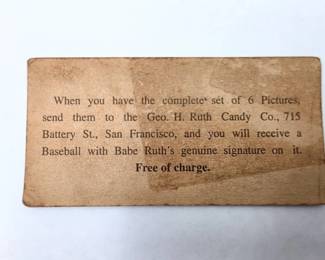 When you have the complete set of 6 Pictures,
send them to the Geo. H. Ruth Candy Co., 715
Battery St., San Francisco, and you will receive a
Baseball with Babe Ruth's genuine signature on it.
Free of charge.